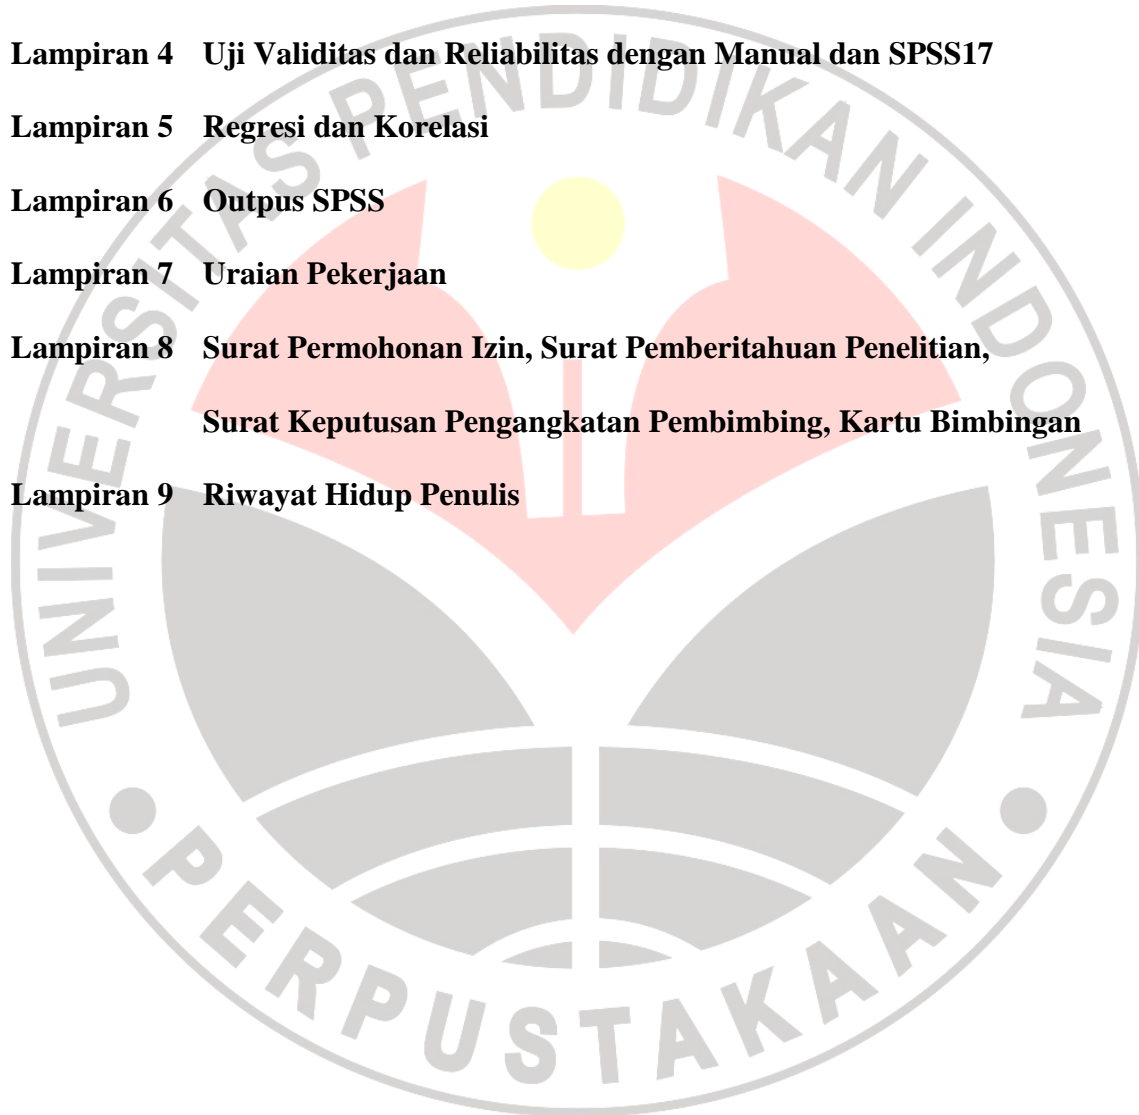 Lampiran 4 Uji Validitas dan Reliabilitas dengan Manual dan SPSS17
Lampiran 5 Regresi dan Korelasi
Lampiran 6 Outpus SPSS
Lampiran 7 Uraian Pekerjaan
Lampiran 8 Surat Permohonan Izin, Surat Pemberitahuan Penelitian,
Surat Keputusan Pengangkatan Pembimbing, Kartu Bimbingan
Lampiran 9 Riwayat Hidup Penulis
UNIVERSITAS PENDIDIKAN INDONESIA
PERPUSTAKAAN